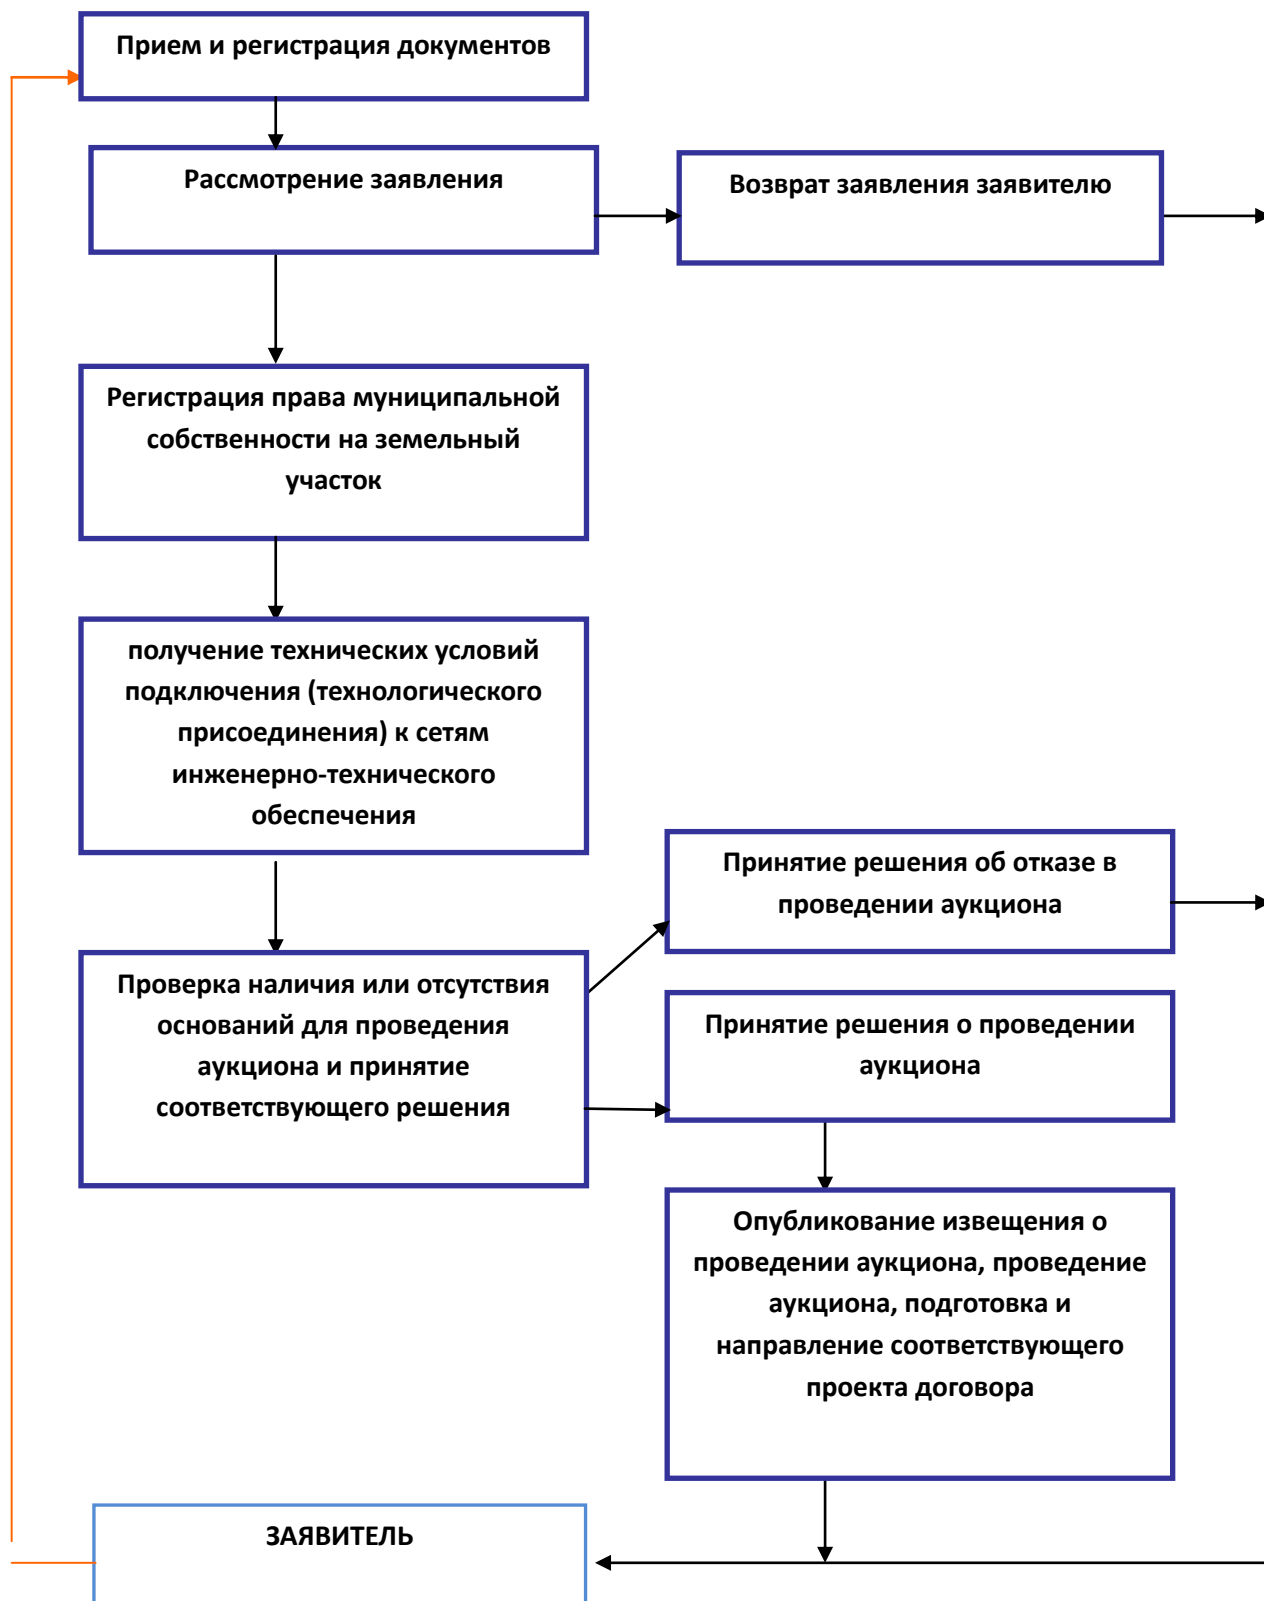 Прием и регистрация документов
Рассмотрение заявления
Возврат заявления заявителю
Регистрация права муниципальной
собственности на земельный
участок
получение технических условий
подключения (технологического
присоединения) к сетям
инженерно-технического
обеспечения
Принятие решения об отказе в
проведении аукциона
Проверка наличия или отсутствия
оснований для проведения
аукциона и принятие
соответствующего решения
Принятие решения о проведении
аукциона
Опубликование извещения о
проведении аукциона, проведение
аукциона, подготовка и
направление соответствующего
проекта договора
ЗАЯВИТЕЛЬ